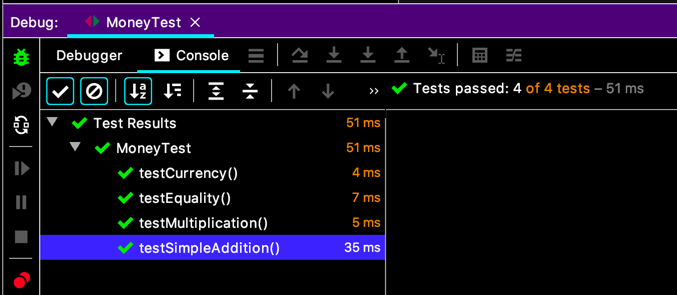 Debug: MoneyTest ×
Debugger Console
» Tests passed: 4 of 4 tests – 51 ms
Test Results 51 ms
MoneyTest 51 ms
testCurrency() 4 ms
testEquality() 7 ms
testMultiplication() 5 ms
testSimpleAddition() 35 ms